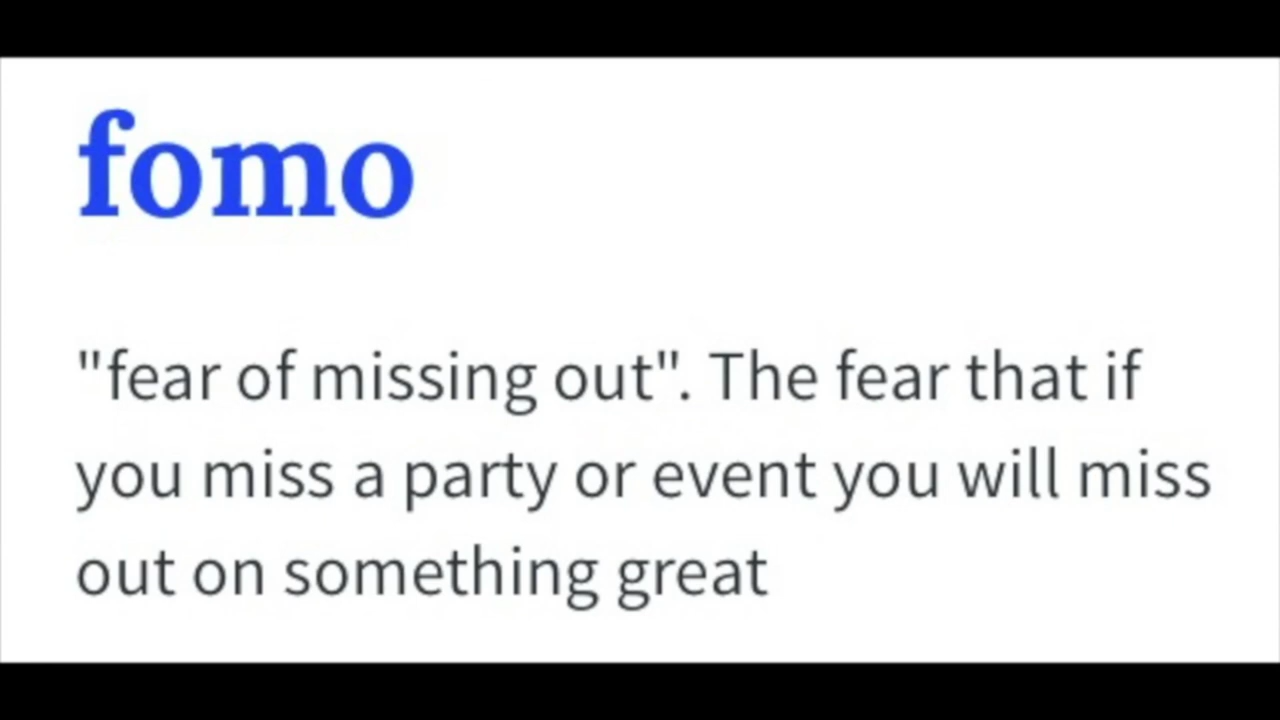 fomo
"fear of missing out". The fear that if
you miss a party or event you will miss
out on something great